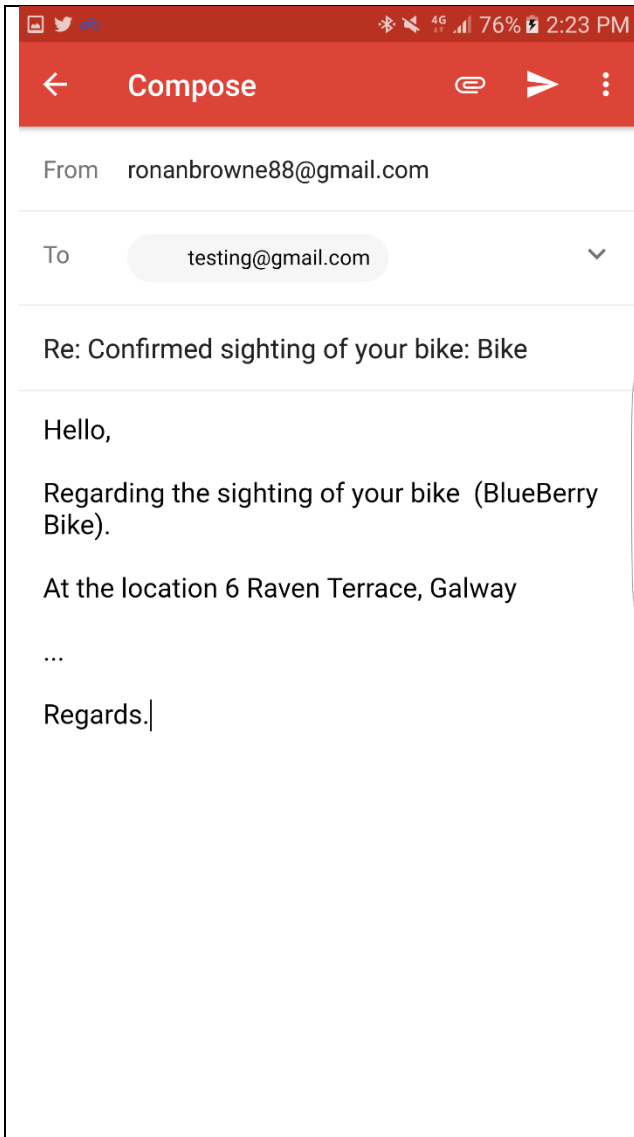 4G 76% 2:23 PM
Compose
From ronanbrowne88@gmail.com
To testing@gmail.com
Re: Confirmed sighting of your bike: Bike
Hello,
Regarding the sighting of your bike  (BlueBerry
Bike).
At the location 6 Raven Terrace, Galway
...
Regards.